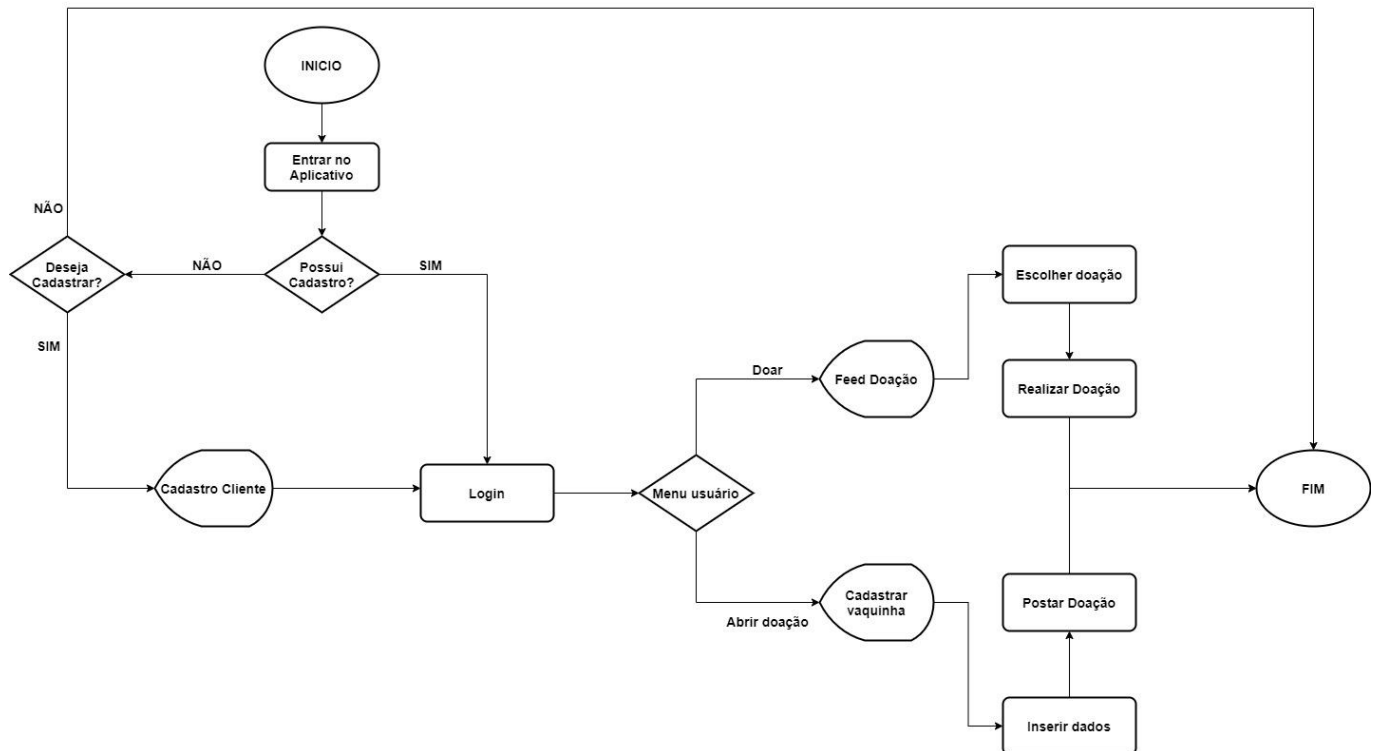 INICIO
Entrar no
Aplicativo
NÃO
Deseja
Cadastrar?
NÃO
Possui
Cadastro?
SIM
Escolher doação
SIM
Doar
Feed Doação
Realizar Doação
Cadastro Cliente
Login
Menu usuário
FIM
Cadastrar
vaquinha
Postar Doação
Abrir doação
Inserir dados